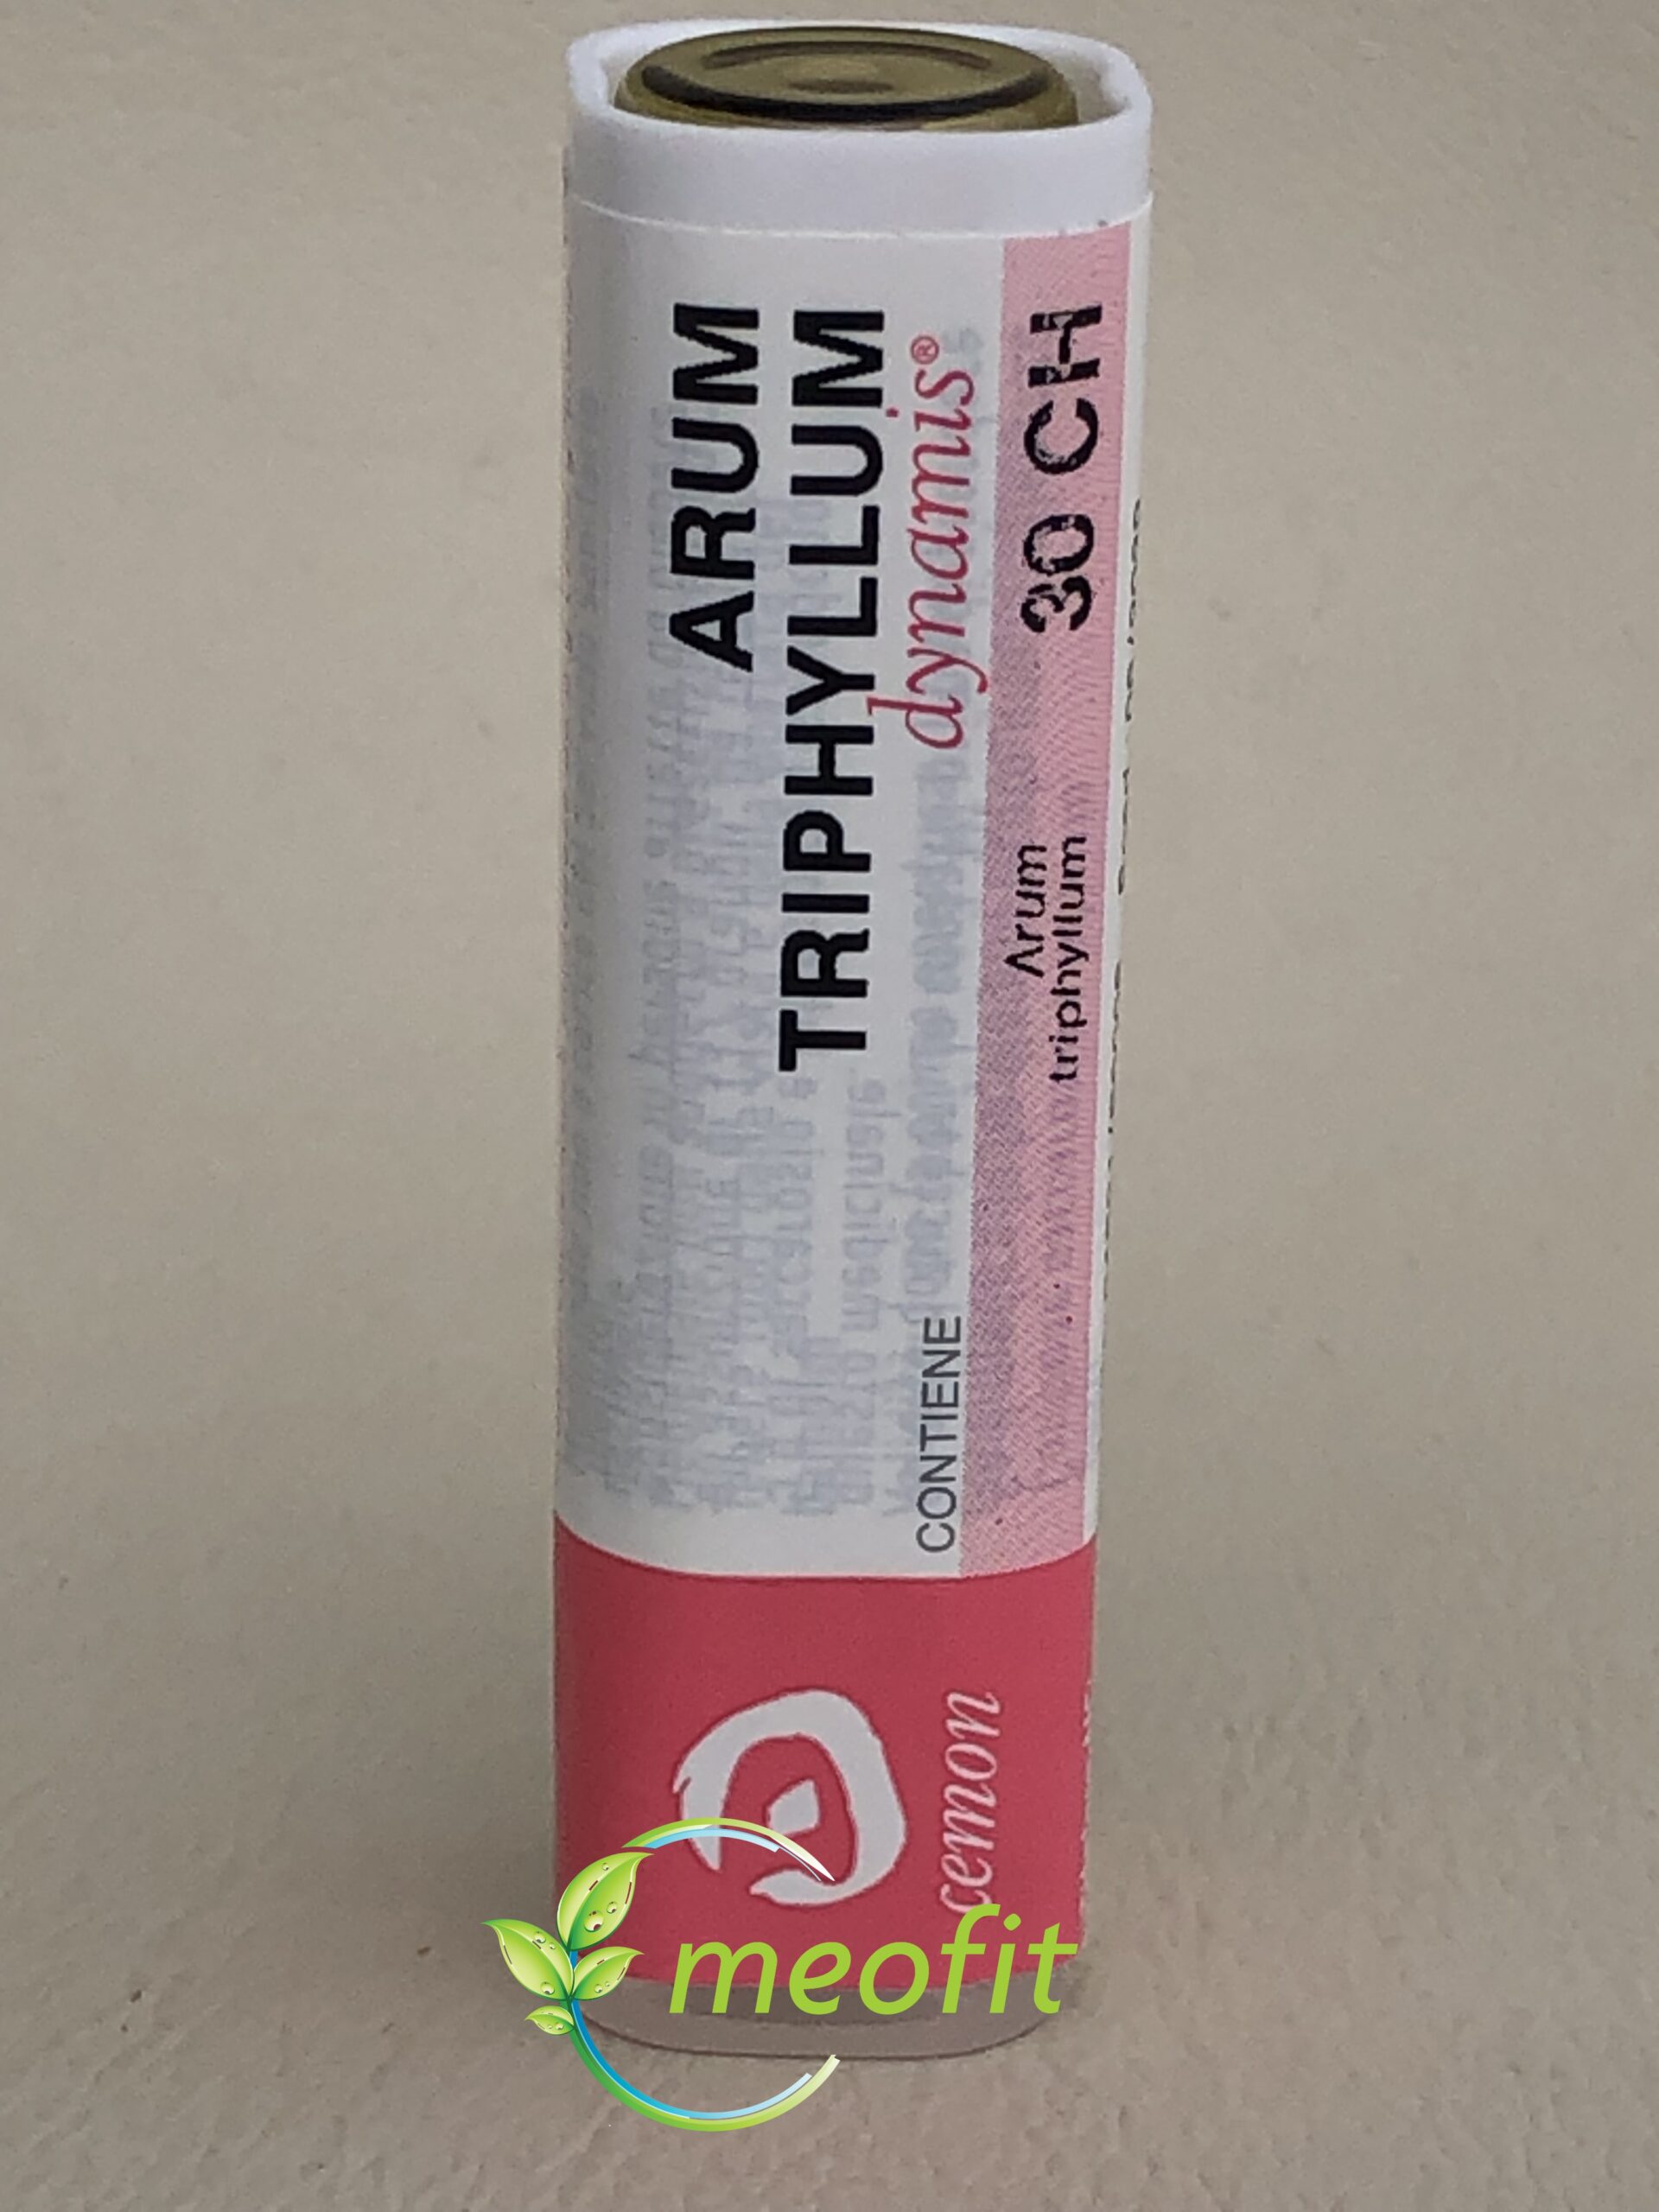 ARUM
TRIPHYLLUM
dynamis®
CONTIENE
30 CH
Arum
triphyllum
cemon
meofit